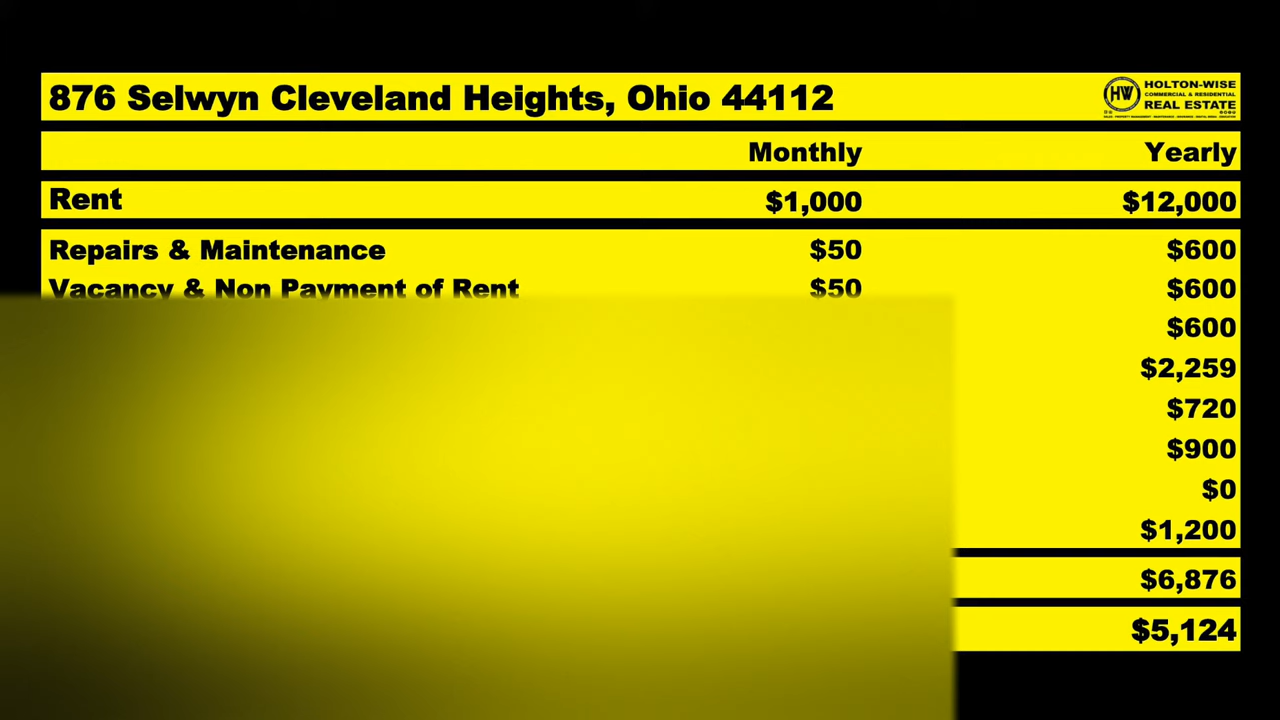 876 Selwyn Cleveland Heights, Ohio 44112
HW
HOLTON-WISE
COMMERCIAL & RESIDENTIAL
REAL ESTATE
Monthly Yearly
Rent $1,000 $12,000
Repairs & Maintenance $50 $600
Vacancy & Non Payment of Rent $50 $600
$600
$2,259
$720
$900
$0
$1,200
$6,876
$5,124